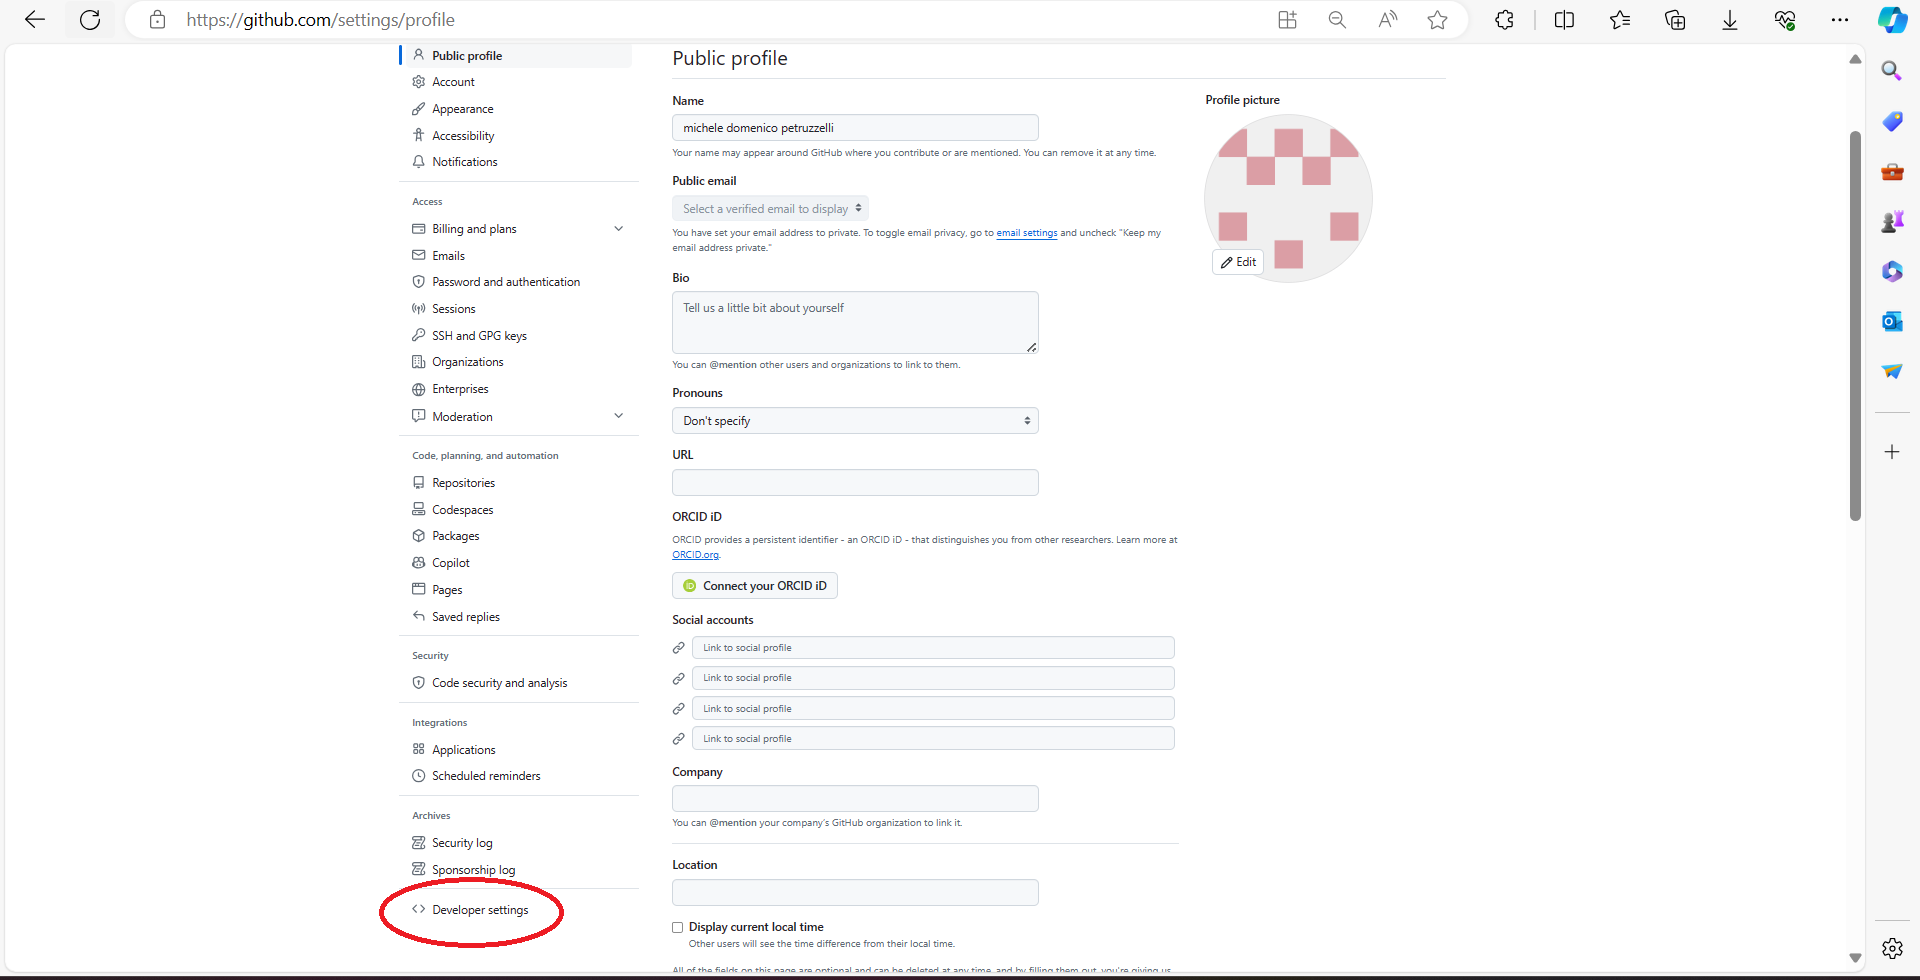 https://github.com/settings/profile
Public profile
Account
Appearance
Accessibility
Notifications
Access
Billing and plans
Emails
Password and authentication
Sessions
SSH and GPG keys
Organizations
Enterprises
Moderation
Code, planning, and automation
Repositories
Codespaces
Packages
Copilot
Pages
Saved replies
Security
Code security and analysis
Integrations
Applications
Scheduled reminders
Archives
Security log
Sponsorship log
Developer settings
Public profile
Name
michele domenico petruzzelli
Your name may appear around GitHub where you contribute or are mentioned. You can remove it at any time.
Public email
Select a verified email to display
You have set your email address to private. To toggle email privacy, go to email settings and uncheck "Keep my
email address private."
Bio
Tell us a little bit about yourself
You can @mention other users and organizations to link to them.
Pronouns
Don't specify
URL
ORCID iD
ORCID provides a persistent identifier - an ORCID iD - that distinguishes you from other researchers. Learn more at
ORCID.org.
Connect your ORCID iD
Social accounts
Link to social profile
Link to social profile
Link to social profile
Link to social profile
Company
You can @mention your company's GitHub organization to link it.
Location
Display current local time
Other users will see the time difference from their local time.
All of the fields on this page are optional and can be deleted at any time, and by filling them out, you're giving us
Profile picture
Edit